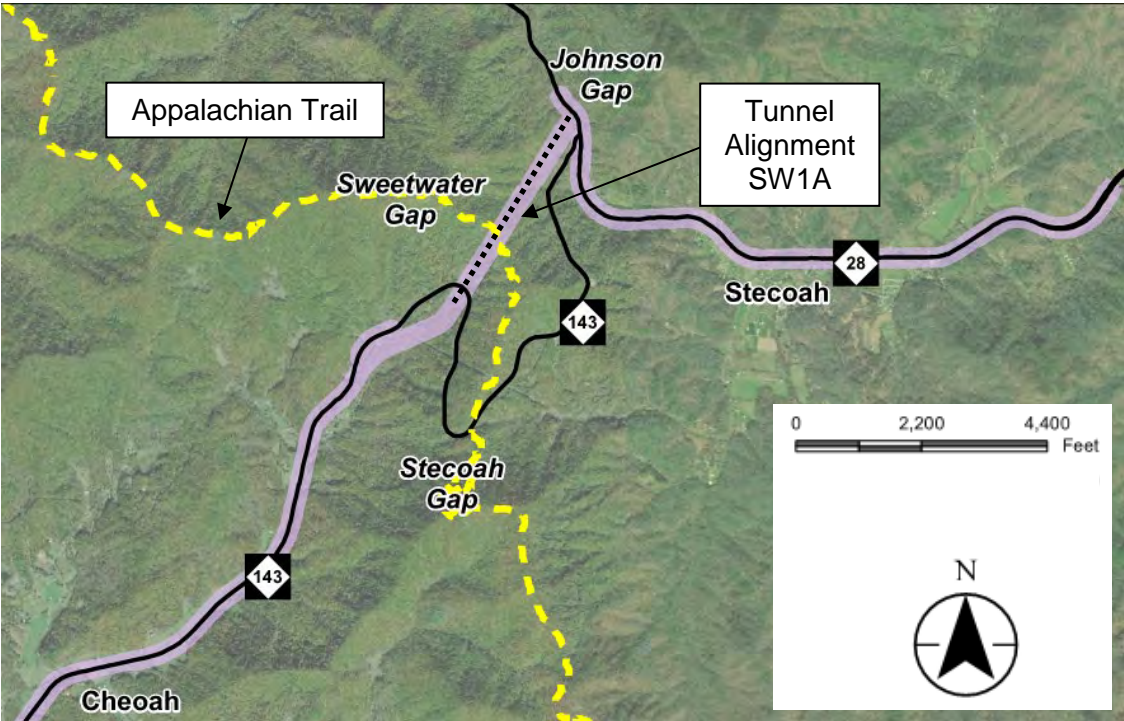 Johnson
Gap
Appalachian Trail
Tunnel
Alignment
SW1A
Sweetwater
Gap
28
Stecoah
143
0 2,200 4,400
Feet
Stecoah
Gap
143
N
Cheoah